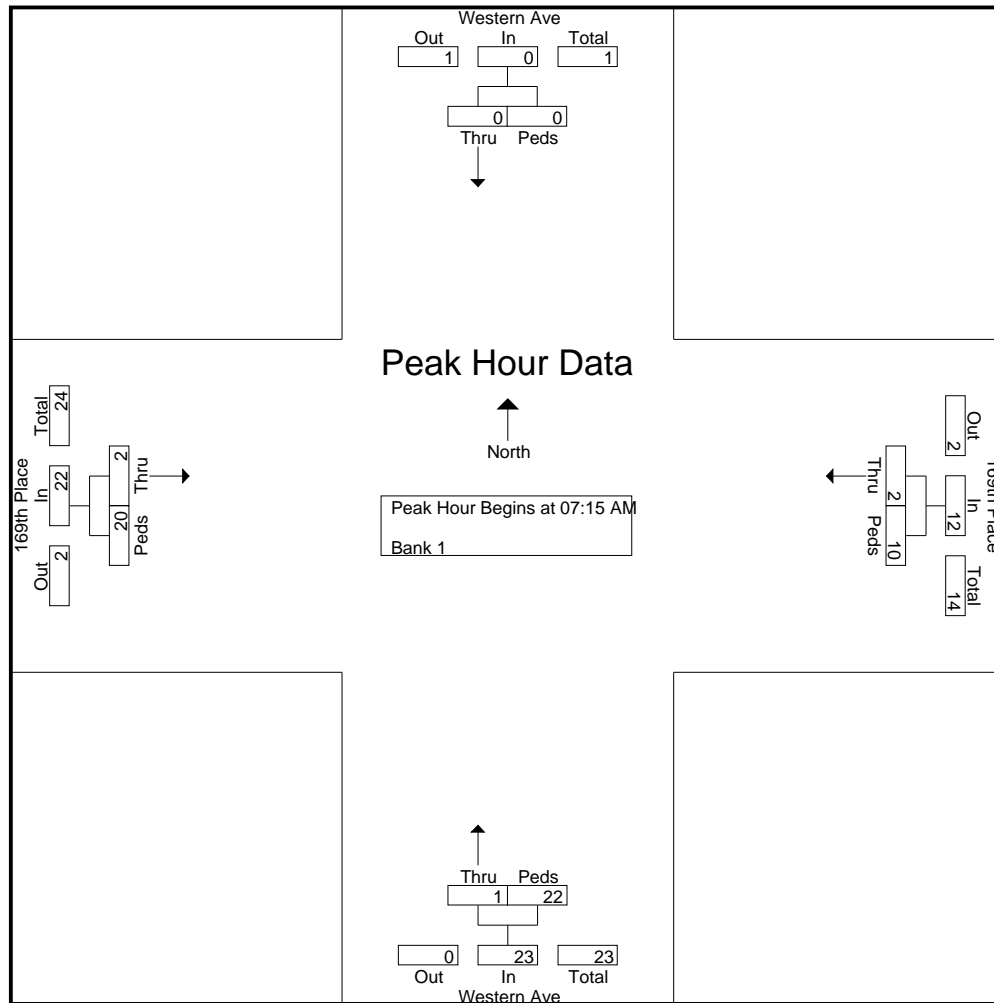 Western Ave
Out In Total
1 0 1
0 0
Thru Peds
Peak Hour Data
North
Peak Hour Begins at 07:15 AM
Bank 1
169th Place
Total In Out
24 22 2
2 20
Thru Peds
169th Place
Out In Total
2 12 14
2 10
Thru Peds
Thru Peds
1 22
0 23 23
Out In Total
Western Ave